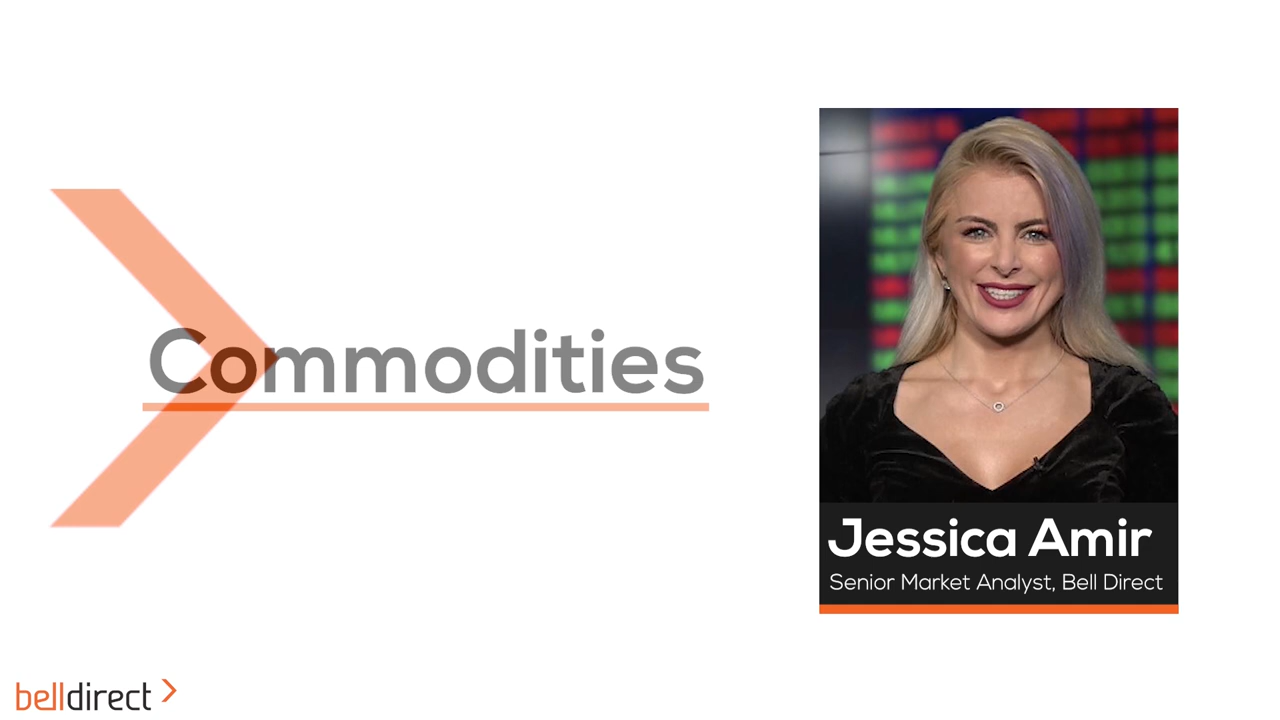 Commodities
Jessica Amir
Senior Market Analyst, Bell Direct
belldirect